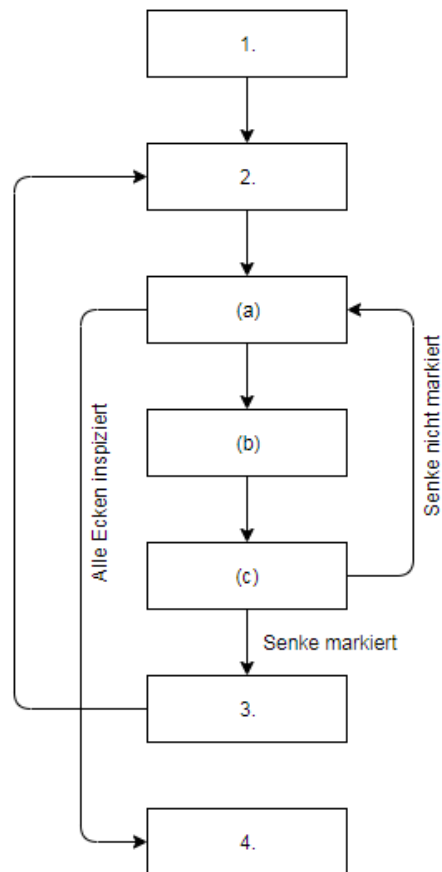 1.
2.
(a)
Senke nicht markiert
(b)
Alle Ecken inspiziert
(c)
Senke markiert
3.
4.